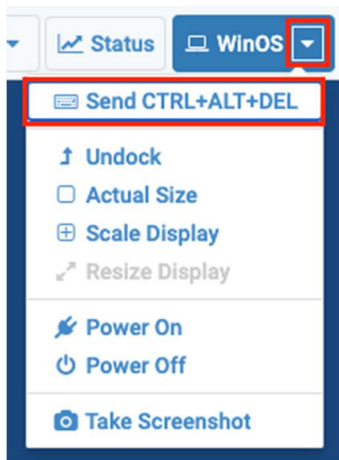 Status WinOS
Send CTRL+ALT+DEL
Undock
Actual Size
Scale Display
Resize Display
Power On
Power Off
Take Screenshot